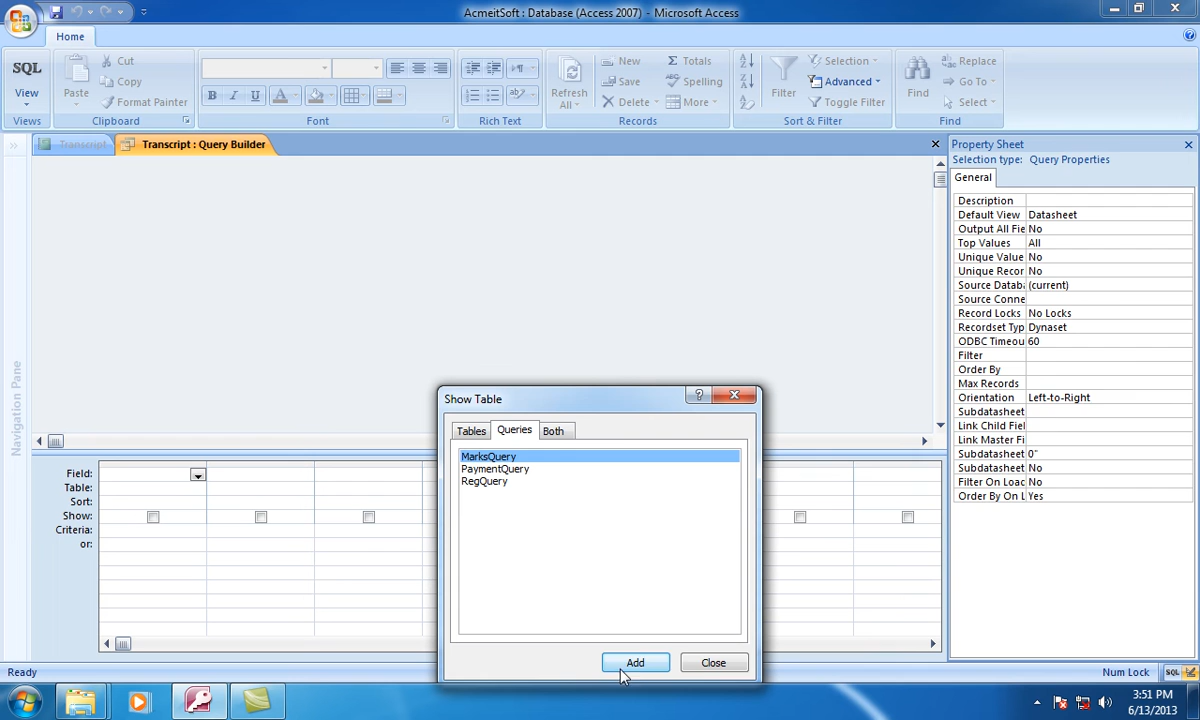 AcmeitSoft : Database (Access 2007) - Microsoft Access
Home
SQL
View
Views
Paste
Cut
Copy
Format Painter
Clipboard
B I U A
Font
Rich Text
Refresh All
New
Save
Delete
Totals
Spelling
More
Records
Filter
Selection
Advanced
Toggle Filter
Sort & Filter
Find
Replace
Go To
Select
Find
Transcript
Transcript : Query Builder
Navigation Pane
Show Table
Tables Queries Both
MarksQuery
PaymentQuery
RegQuery
Add Close
Field:
Table:
Sort:
Show:
Criteria:
or:
Property Sheet
Selection type: Query Properties
General
Description
Default View Datasheet
Output All Fie No
Top Values All
Unique Value No
Unique Recor No
Source Datab (current)
Source Conne
Record Locks No Locks
Recordset Typ Dynaset
ODBC Timeou 60
Filter
Order By
Max Records
Orientation Left-to-Right
Subdatasheet
Link Child Fiel
Link Master Fi
Subdatasheet 0"
Subdatasheet No
Filter On Loac No
Order By On L Yes
Ready
Num Lock
SQL
3:51 PM
6/13/2013